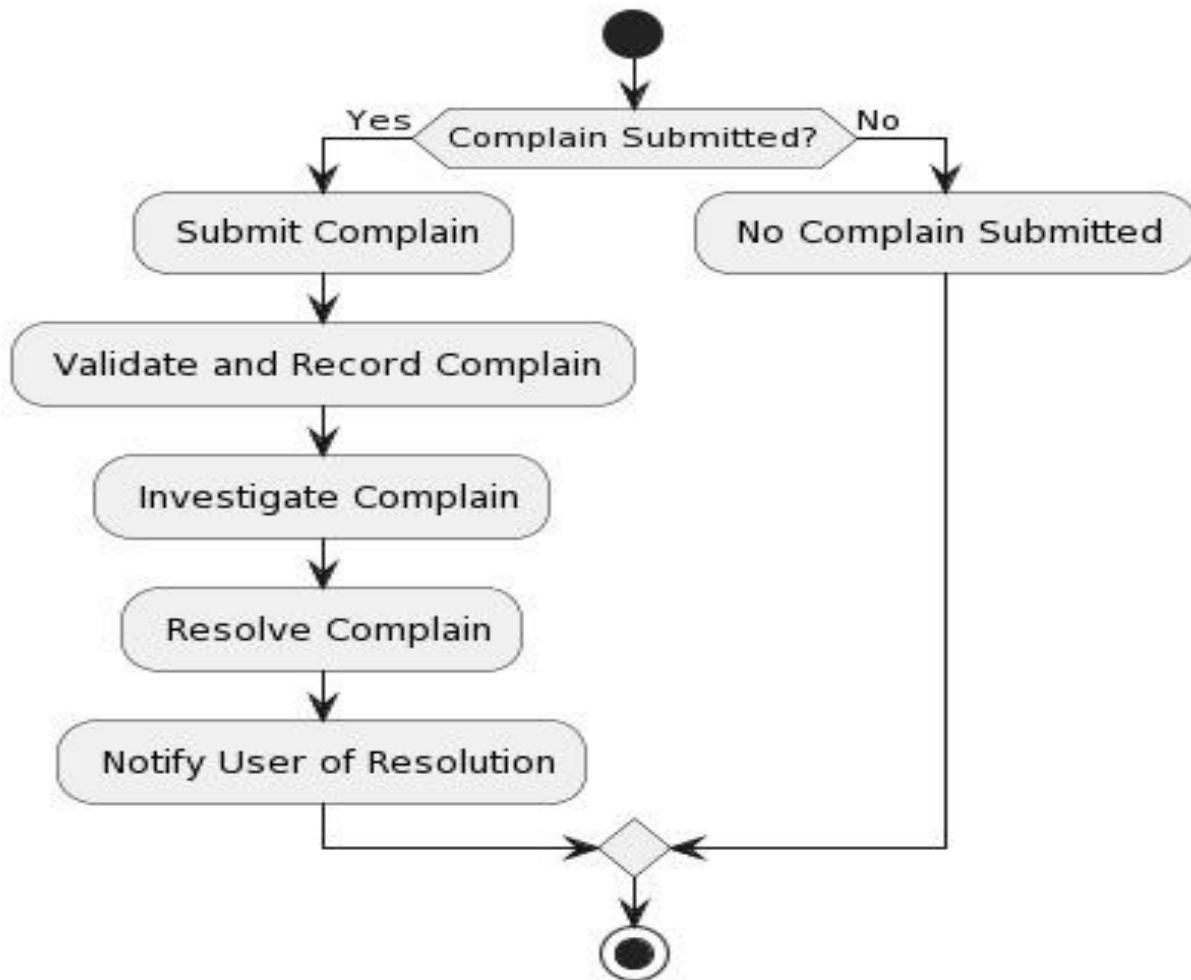 Complain Submitted?
Yes
No
Submit Complain
No Complain Submitted
Validate and Record Complain
Investigate Complain
Resolve Complain
Notify User of Resolution